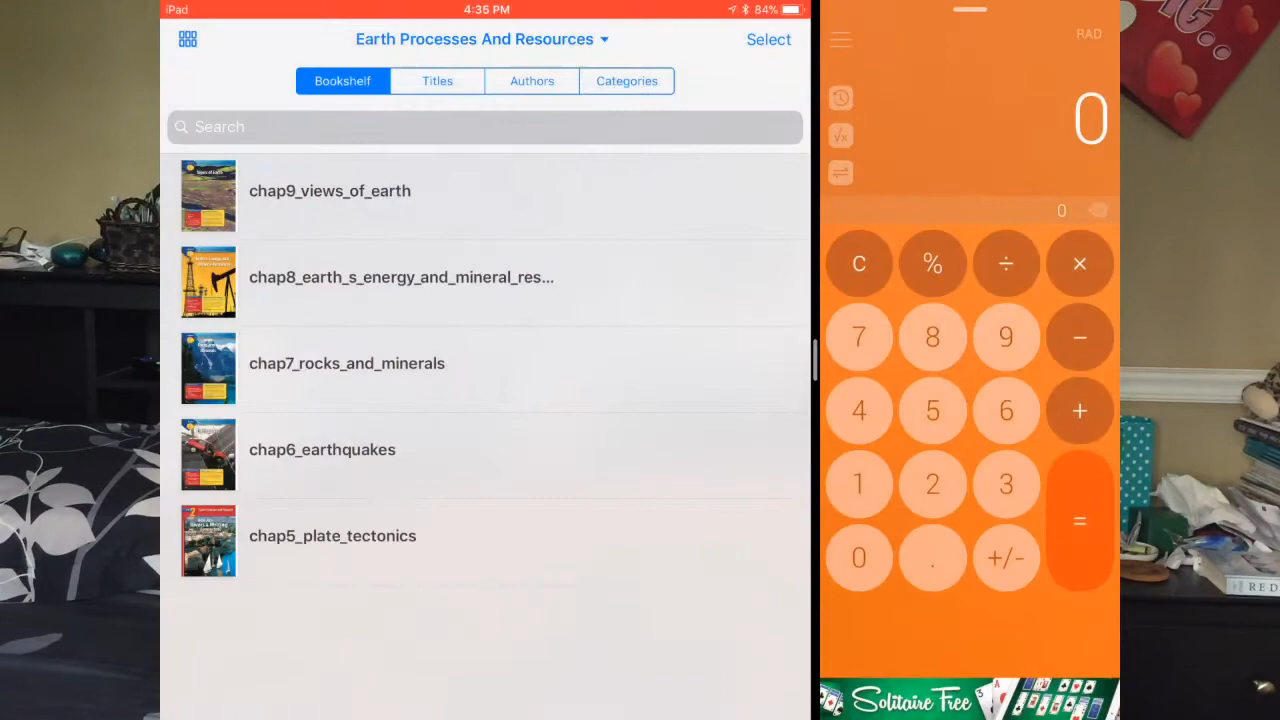 iPad
4:35 PM
84%
Earth Processes And Resources
Select
Bookshelf
Titles
Authors
Categories
Search
chap9_views_of_earth
chap8_earth_s_energy_and_mineral_res...
chap7_rocks_and_minerals
chap6_earthquakes
chap5_plate_tectonics
RAD
0
√x
0
C % ÷ ×
7 8 9 −
4 5 6 +
1 2 3
=
0 . +/-
Solitaire Free
RED